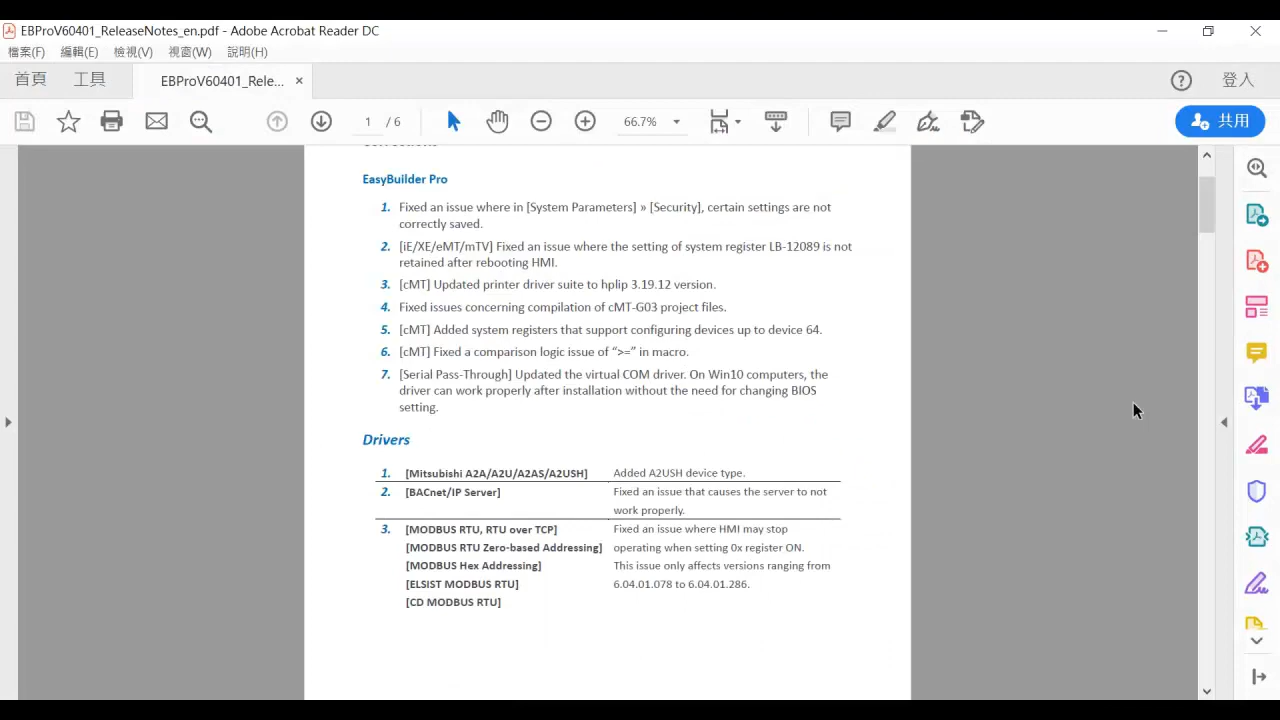 EBProV60401_ReleaseNotes_en.pdf - Adobe Acrobat Reader DC
檔案(F) 編輯(E) 檢視(V) 視窗(W) 說明(H)
首頁 工具 EBProV60401_Rele... × 登入
1 / 6 66.7% 共用
EasyBuilder Pro
1. Fixed an issue where in [System Parameters] » [Security], certain settings are not
correctly saved.
2. [iE/XE/eMT/mTV] Fixed an issue where the setting of system register LB-12089 is not
retained after rebooting HMI.
3. [cMT] Updated printer driver suite to hplip 3.19.12 version.
4. Fixed issues concerning compilation of cMT-G03 project files.
5. [cMT] Added system registers that support configuring devices up to device 64.
6. [cMT] Fixed a comparison logic issue of “>=” in macro.
7. [Serial Pass-Through] Updated the virtual COM driver. On Win10 computers, the
driver can work properly after installation without the need for changing BIOS
setting.
Drivers
1. [Mitsubishi A2A/A2U/A2AS/A2USH] Added A2USH device type.
2. [BACnet/IP Server] Fixed an issue that causes the server to not
work properly.
3. [MODBUS RTU, RTU over TCP] Fixed an issue where HMI may stop
[MODBUS RTU Zero-based Addressing] operating when setting 0x register ON.
[MODBUS Hex Addressing] This issue only affects versions ranging from
[ELSIST MODBUS RTU] 6.04.01.078 to 6.04.01.286.
[CD MODBUS RTU]